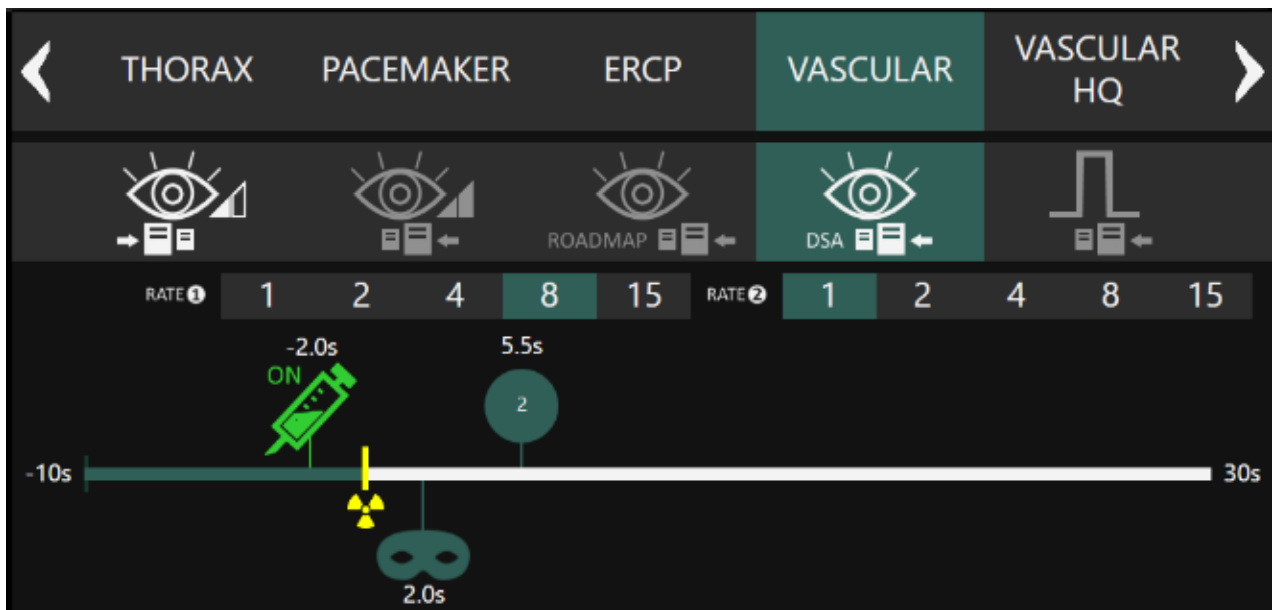 THORAX
PACEMAKER
ERCP
VASCULAR
VASCULAR
HQ
ROADMAP
DSA
RATE 1 1 2 4 8 15 RATE 2 1 2 4 8 15
-2.0s
5.5s
ON
2
-10s
30s
2.0s